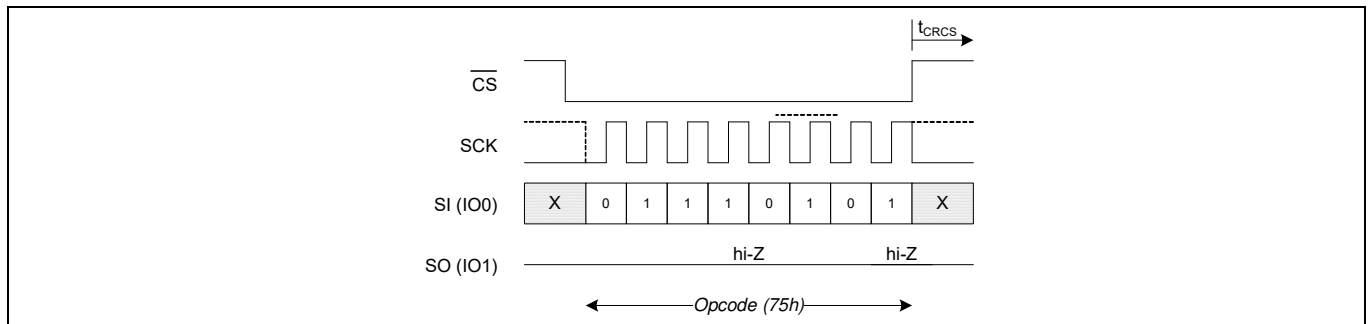 tCRCS
CS
SCK
SI (IO0) X 0 1 1 1 0 1 0 1 X
hi-Z hi-Z
SO (IO1)
Opcode (75h)